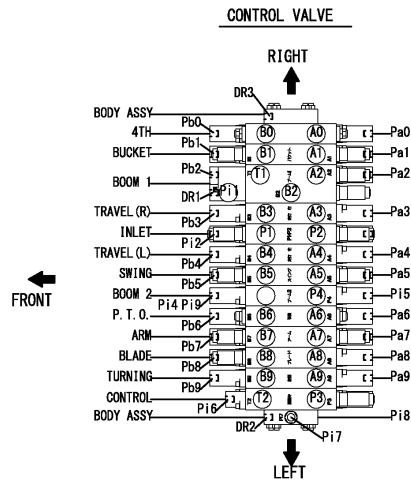 CONTROL VALVE
RIGHT
DR3
BODY ASSY
Pb0
4TH B0 A0 Pa0
Pb1
BUCKET B1 A1 Pa1
Pb2 T1 A2 Pa2
BOOM 1
DR1 Pi1 B2
TRAVEL(R) B3 A3 Pa3
Pb3
INLET P1 P2
Pi2
TRAVEL(L) B4 A4 Pa4
Pb4
SWING B5 A5 Pa5
Pb5
BOOM 2 P4 Pi5
Pi4 Pi9
P.T.O. B6 A6 Pa6
Pb6
ARM B7 A7 Pa7
Pb7
BLADE B8 A8 Pa8
Pb8
TURNING B9 A9 Pa9
Pb9
CONTROL T2 P3
Pi6
BODY ASSY Pi8
DR2 Pi7
FRONT
LEFT